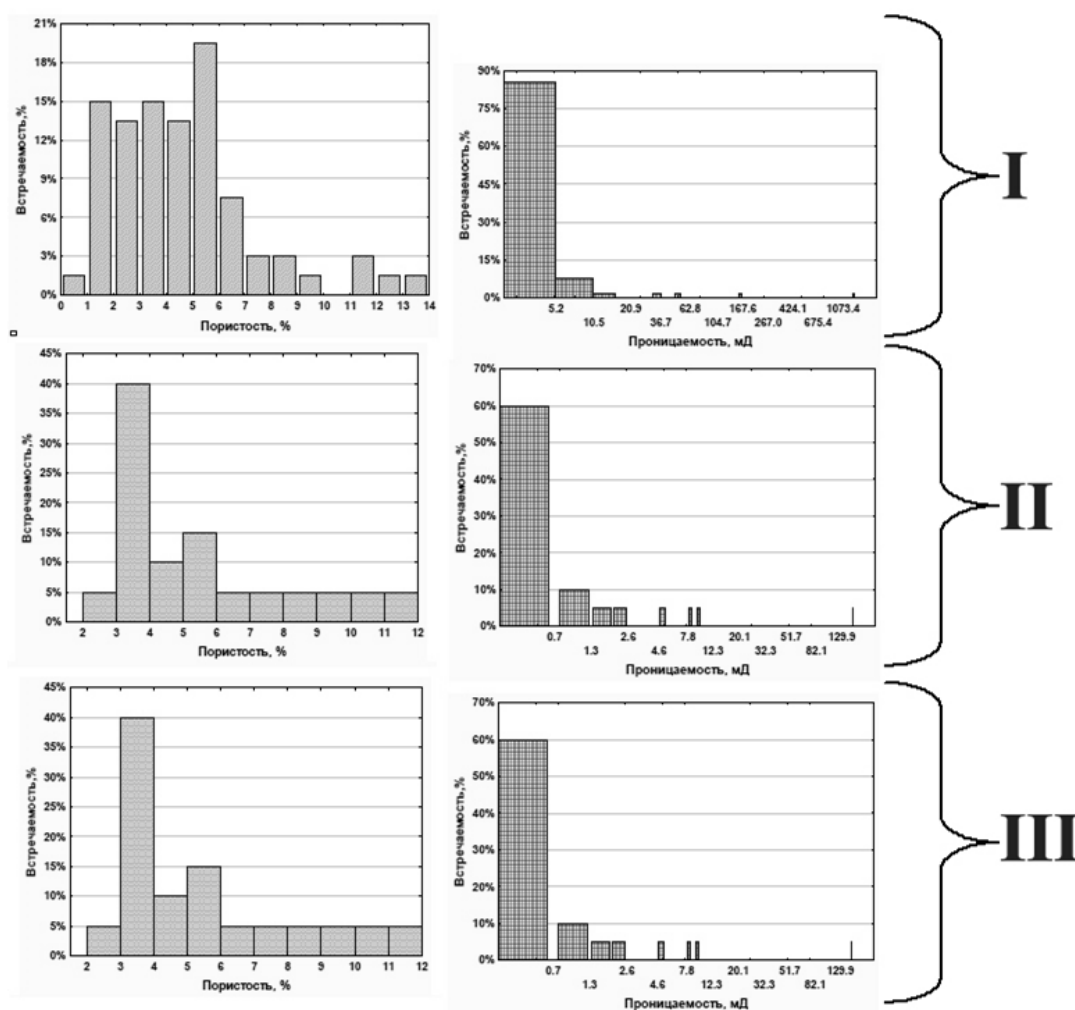 21%
18%
15%
12%
9%
6%
3%
0%
Встречаемость,%
0 1 2 3 4 5 6 7 8 9 10 11 12 13 14
Пористость, %
90%
75%
60%
45%
30%
15%
0%
Встречаемость,%
5.2 20.9 62.8 167.6 424.1 1073.4
10.5 36.7 104.7 267.0 675.4
Проницаемость, мД
I
45%
40%
35%
30%
25%
20%
15%
10%
5%
0%
Встречаемость,%
2 3 4 5 6 7 8 9 10 11 12
Пористость, %
70%
60%
50%
40%
30%
20%
10%
0%
Встречаемость,%
0.7 2.6 7.8 20.1 51.7 129.9
1.3 4.6 12.3 32.3 82.1
Проницаемость, мД
II
45%
40%
35%
30%
25%
20%
15%
10%
5%
0%
Встречаемость,%
2 3 4 5 6 7 8 9 10 11 12
Пористость, %
70%
60%
50%
40%
30%
20%
10%
0%
Встречаемость,%
0.7 2.6 7.8 20.1 51.7 129.9
1.3 4.6 12.3 32.3 82.1
Проницаемость, мД
III